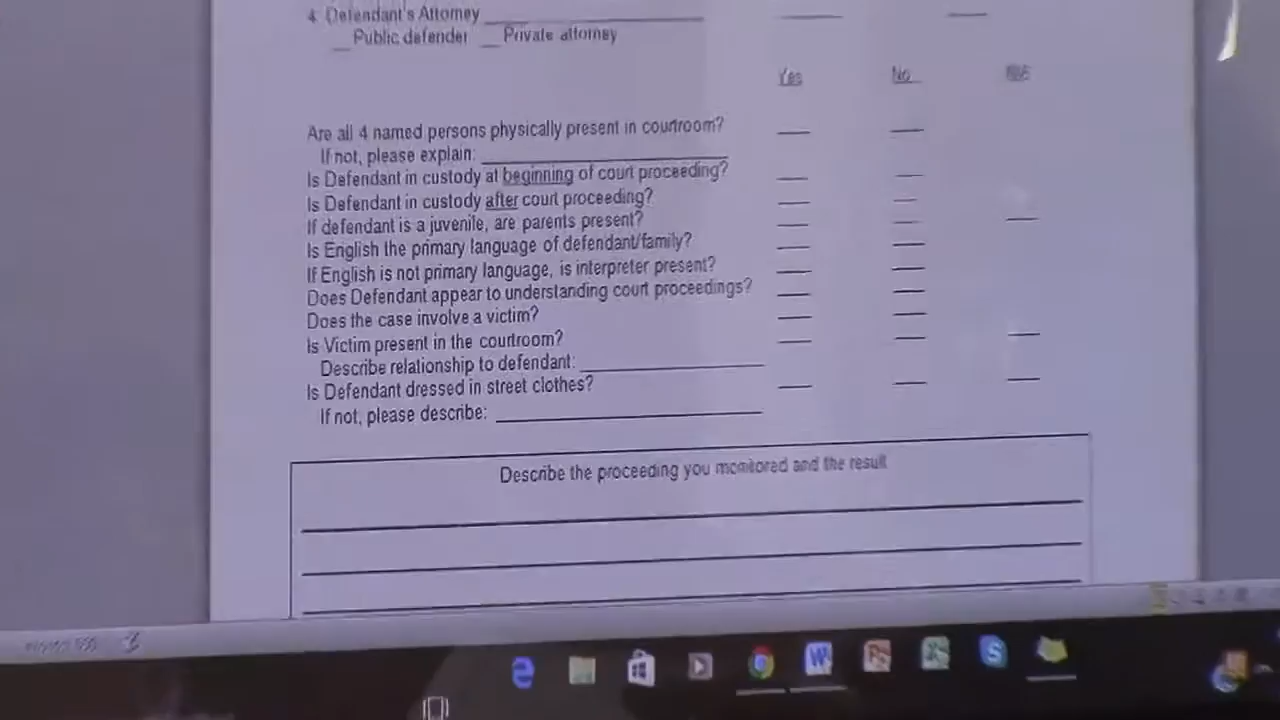 4. Defendant's Attorney
Public defender Private attorney
Yes No
Are all 4 named persons physically present in courtroom?
If not, please explain:
Is Defendant in custody at beginning of court proceeding?
Is Defendant in custody after court proceeding?
If defendant is a juvenile, are parents present?
Is English the primary language of defendant/family?
If English is not primary language, is interpreter present?
Does Defendant appear to understanding court proceedings?
Does the case involve a victim?
Is Victim present in the courtroom?
Describe relationship to defendant:
Is Defendant dressed in street clothes?
If not, please describe:
Describe the proceeding you monitored and the result